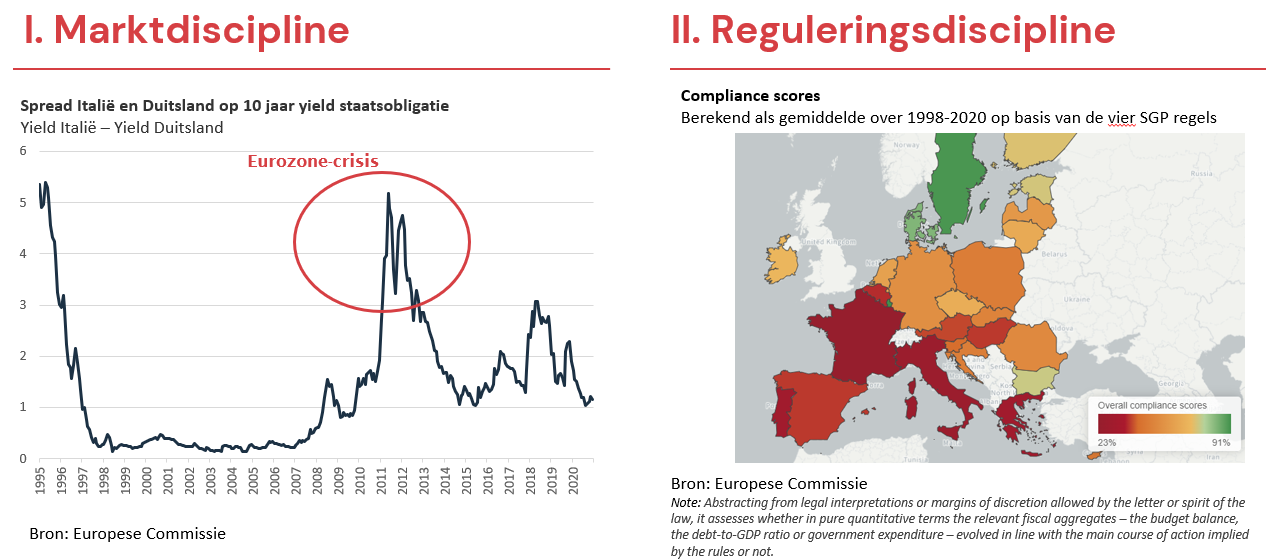 I. Marktdiscipline
Spread Italië en Duitsland op 10 jaar yield staatsobligatie
Yield Italië – Yield Duitsland
Eurozone-crisis
6
5
4
3
2
1
0
1995
1996
1997
1998
1999
2000
2001
2002
2003
2004
2005
2006
2007
2008
2009
2010
2011
2012
2013
2014
2015
2016
2017
2018
2019
2020
Bron: Europese Commissie
II. Reguleringsdiscipline
Compliance scores
Berekend als gemiddelde over 1998-2020 op basis van de vier SGP regels
Norway
Russia
United Kingdom
Belarus
Ukraine
Serbia
Georgia
Tunisia
Syria
Iran
Overall compliance scores
23%
91%
Bron: Europese Commissie
Note: Abstracting from legal interpretations or margins of discretion allowed by the letter or spirit of the
law, it assesses whether in pure quantitative terms the relevant fiscal aggregates – the budget balance,
the debt-to-GDP ratio or government expenditure – evolved in line with the main course of action implied
by the rules or not.